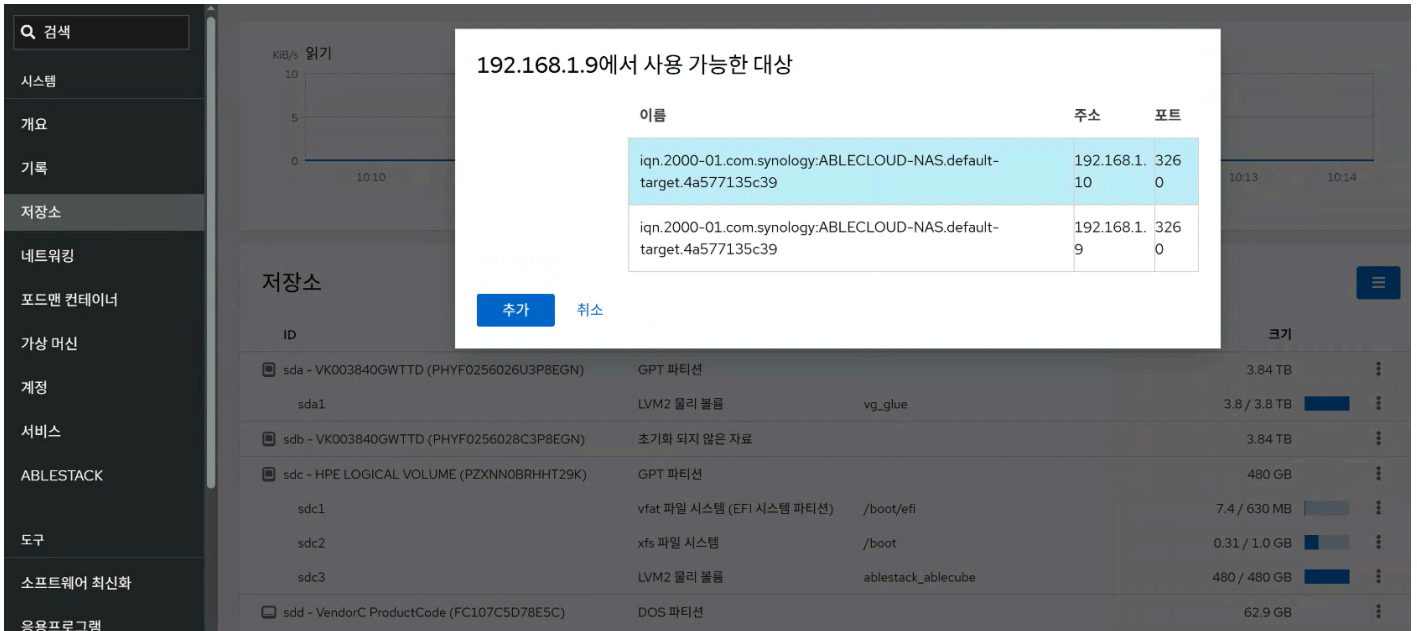 검색
시스템
개요
기록
저장소
네트워킹
포드맨 컨테이너
가상 머신
계정
서비스
ABLESTACK
도구
소프트웨어 최신화
응용프로그램
KiB/s 읽기
10
5
0
10:10
10:13
10:14
192.168.1.9에서 사용 가능한 대상
이름 주소 포트
iqn.2000-01.com.synology:ABLECLOUD-NAS.default- 192.168.1. 326
target.4a577135c39 10 0
iqn.2000-01.com.synology:ABLECLOUD-NAS.default- 192.168.1. 326
target.4a577135c39 9 0
추가 취소
저장소
ID 크기
sda - VK003840GWTTD (PHYF0256026U3P8EGN) GPT 파티션 3.84 TB
sda1 LVM2 물리 볼륨 vg_glue 3.8 / 3.8 TB
sdb - VK003840GWTTD (PHYF0256028C3P8EGN) 초기화 되지 않은 자료 3.84 TB
sdc - HPE LOGICAL VOLUME (PZXNN0BRHHT29K) GPT 파티션 480 GB
sdc1 vfat 파일 시스템 (EFI 시스템 파티션) /boot/efi 7.4 / 630 MB
sdc2 xfs 파일 시스템 /boot 0.31 / 1.0 GB
sdc3 LVM2 물리 볼륨 ablestack_ablecube 480 / 480 GB
sdd - VendorC ProductCode (FC107C5D78E5C) DOS 파티션 62.9 GB